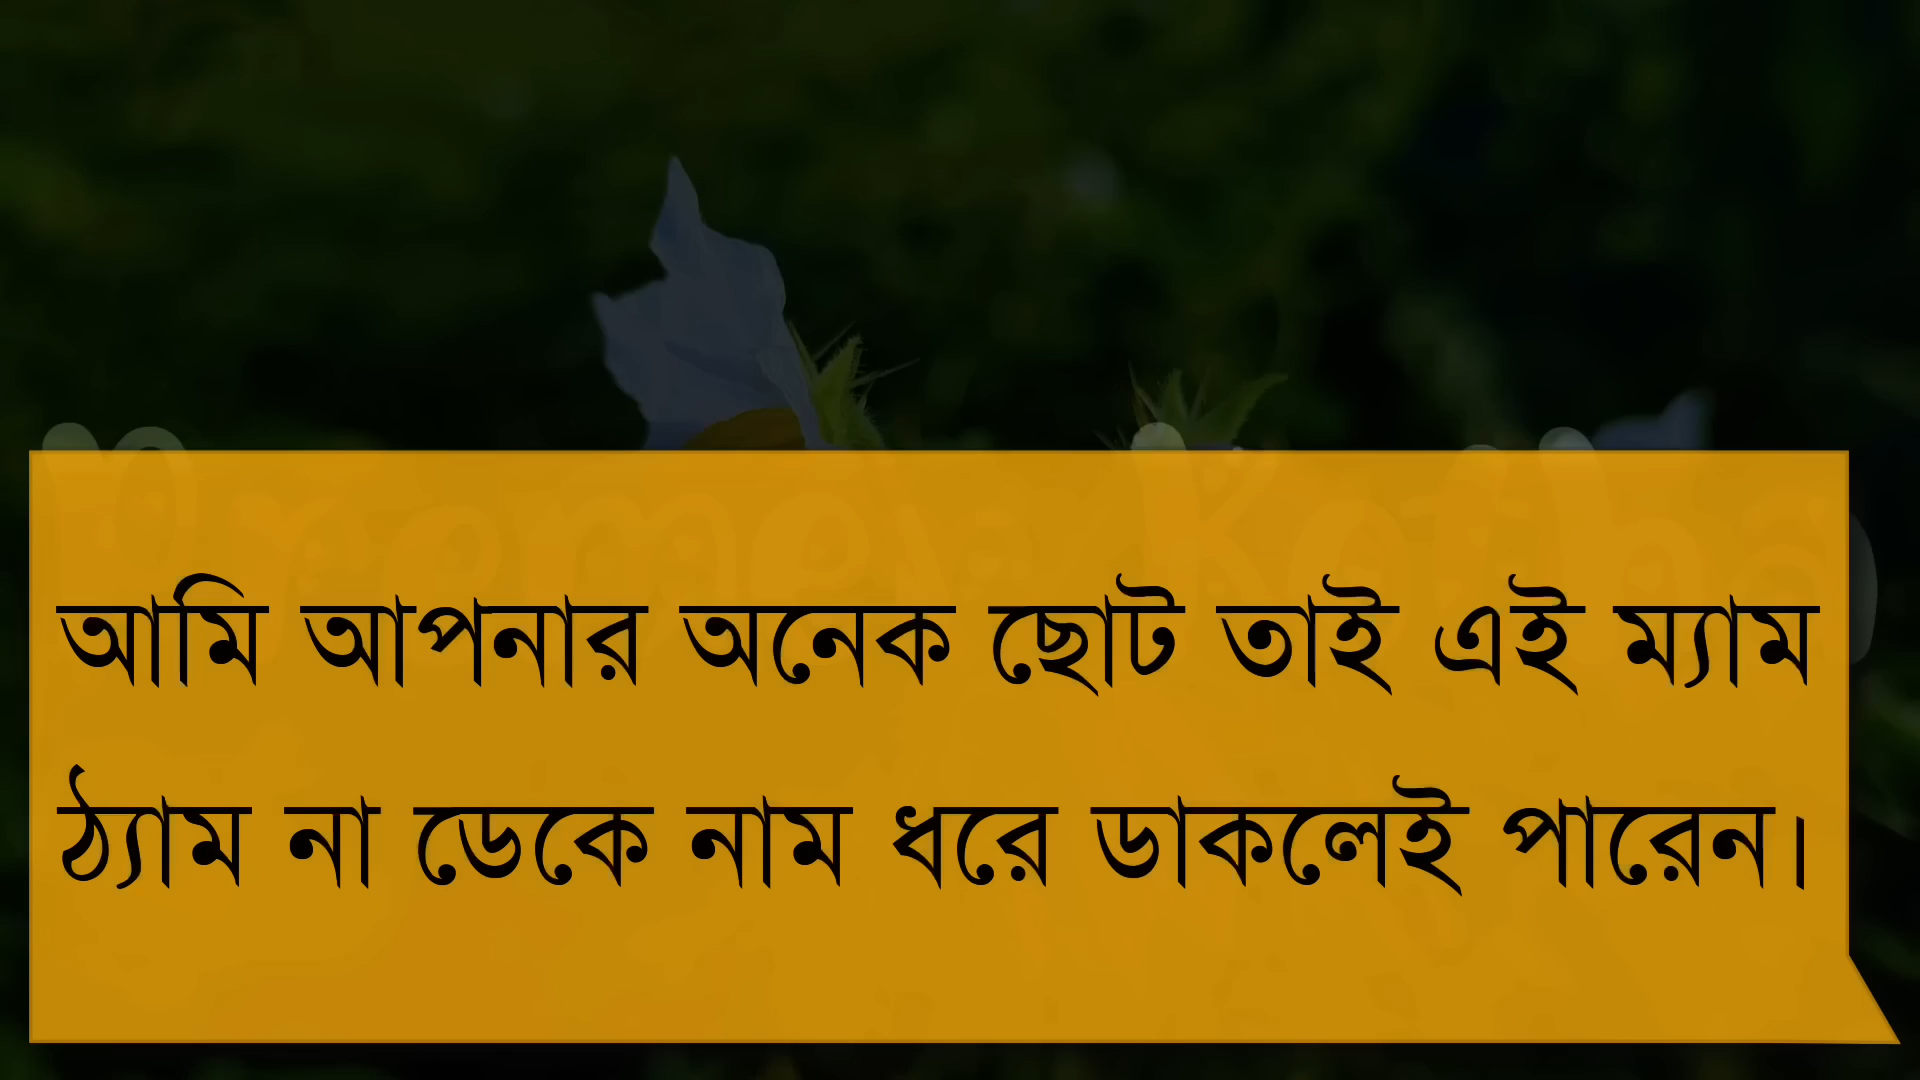 আমি আপনার অনেক ছোট তাই এই ম্যাম
ঠ্যাম না ডেকে নাম ধরে ডাকলেই পারেন।